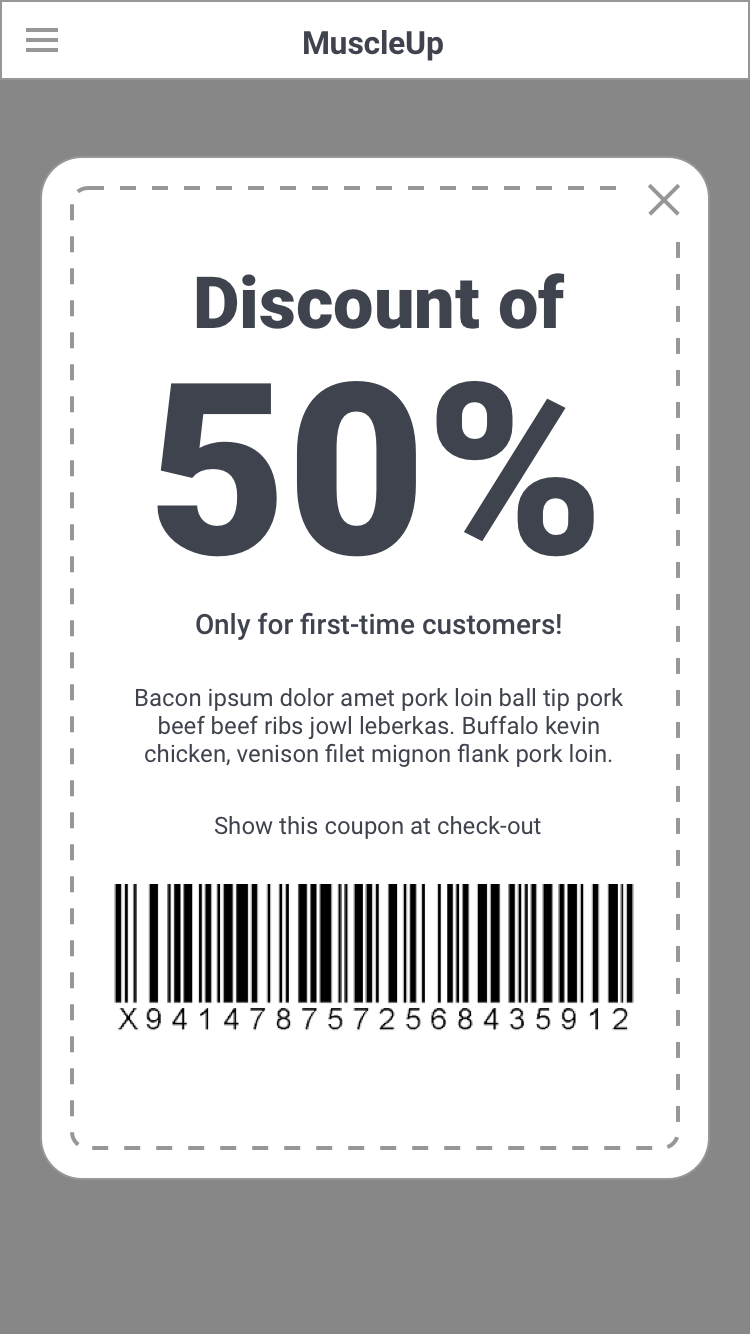 MuscleUp
Discount of
50%
Only for first-time customers!
Bacon ipsum dolor amet pork loin ball tip pork
beef beef ribs jowl leberkas. Buffalo kevin
chicken, venison filet mignon flank pork loin.
Show this coupon at check-out
X9414787572568435912